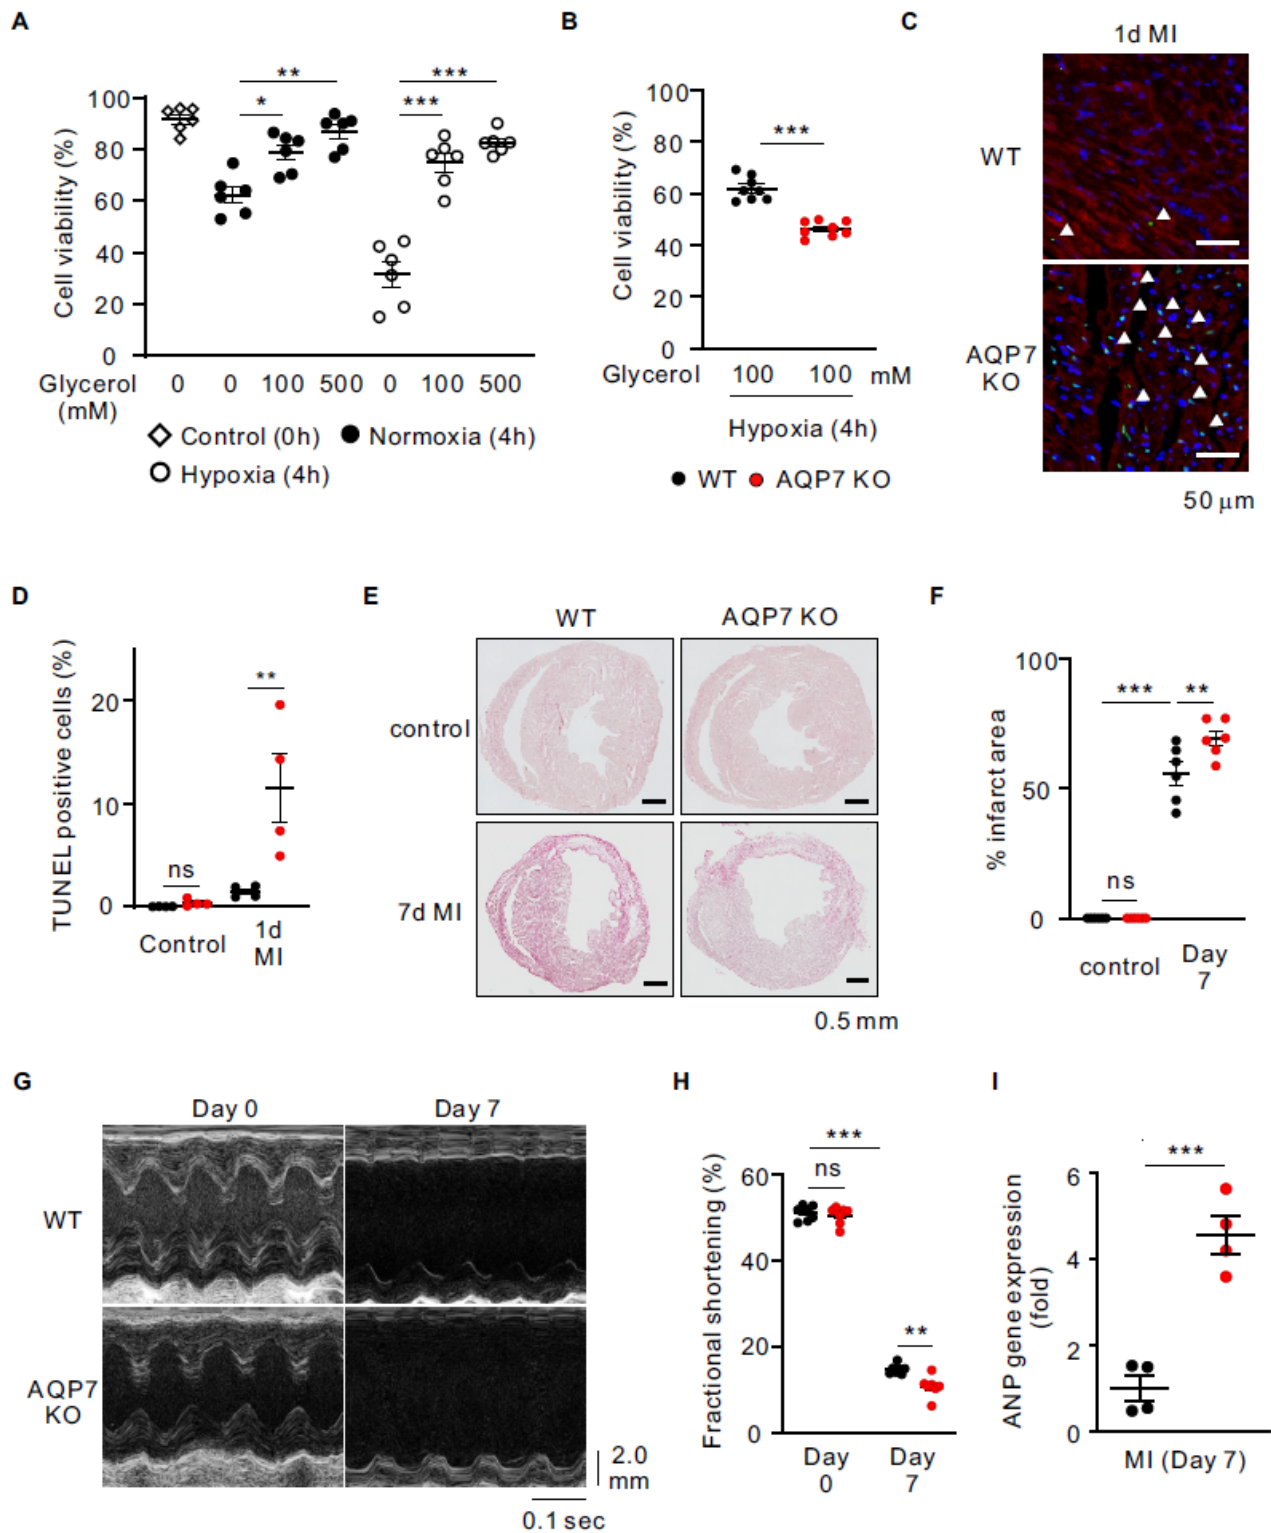 A
Cell viability (%)
100
80
60
40
20
0
** ***
* ***
Glycerol (mM)
0 0 100 500 0 100 500
Control (0h) Normoxia (4h)
Hypoxia (4h)
B
Cell viability (%)
100
80
60
40
20
0
***
Glycerol 100 100 mM
Hypoxia (4h)
WT AQP7 KO
C
1d MI
WT
AQP7
KO
50 μm
D
TUNEL positive cells (%)
20
10
0
ns
**
Control 1d
MI
E
WT AQP7 KO
control
7d MI
0.5 mm
F
% infarct area
100
50
0
*** **
ns
control Day
7
G
Day 0 Day 7
WT
AQP7
KO
2.0
mm
0.1 sec
H
Fractional shortening (%)
60
40
20
0
***
ns
**
Day
0
Day
7
I
ANP gene expression
(fold)
6
4
2
0
***
MI (Day 7)